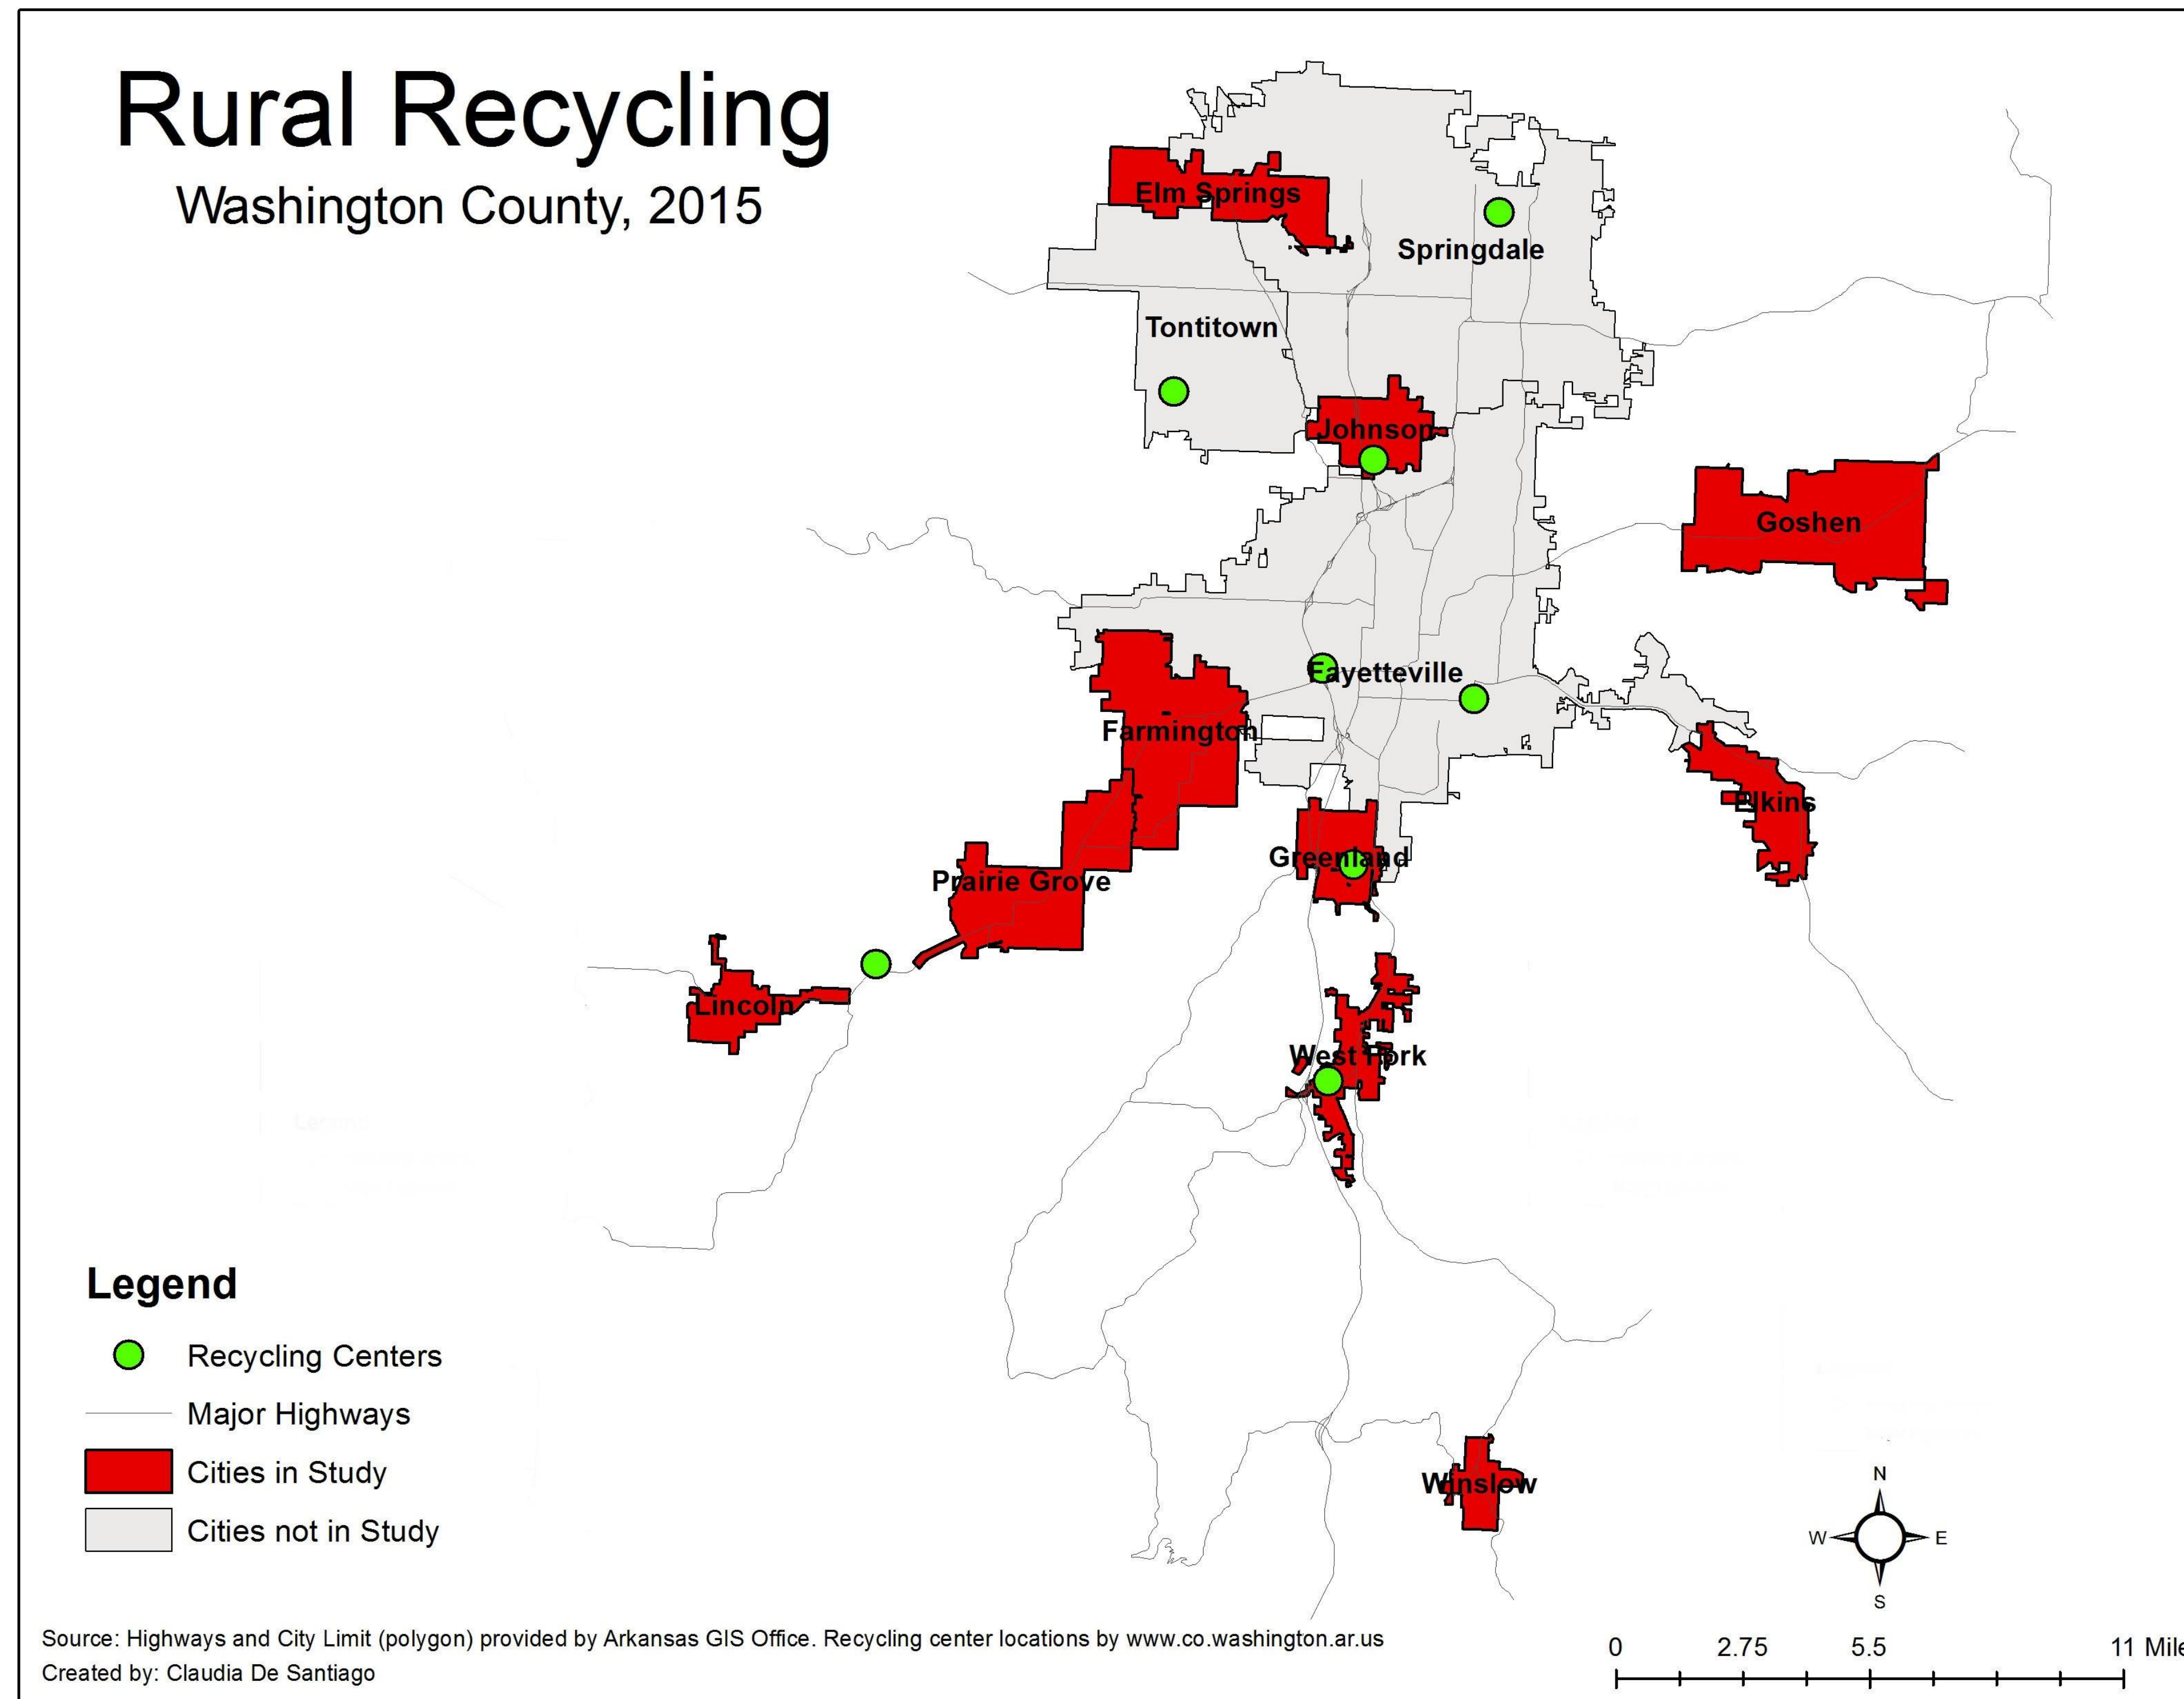 Rural Recycling
Washington County, 2015
Elm Springs
Springdale
Tontitown
Johnson
Goshen
Fayetteville
Farmington
Elkins
Greenland
Prairie Grove
Lincoln
West Fork
Winslow
Legend
Recycling Centers
Major Highways
Cities in Study
Cities not in Study
N
W E
S
0 2.75 5.5 11 Mile
Source: Highways and City Limit (polygon) provided by Arkansas GIS Office. Recycling center locations by www.co.washington.ar.us
Created by: Claudia De Santiago